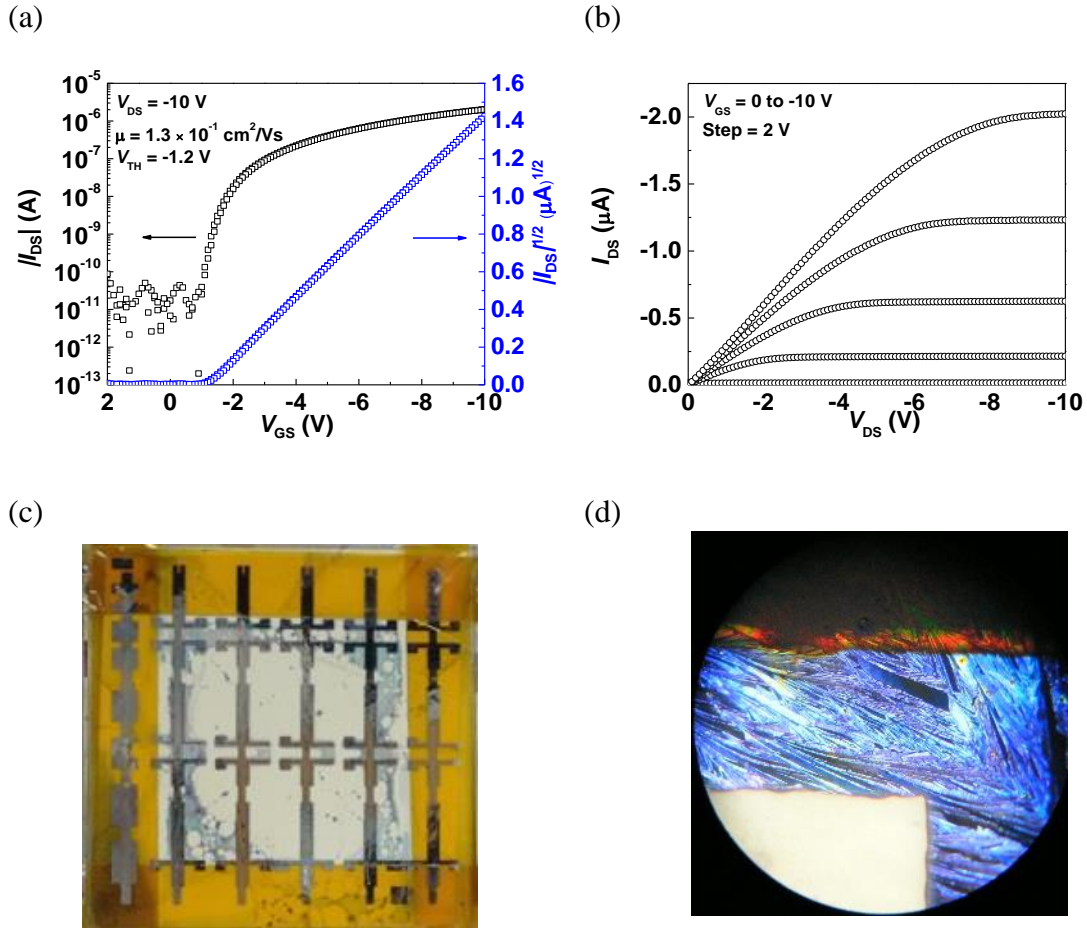 (a)
(b)
10⁻⁵
10⁻⁶
10⁻⁷
10⁻⁸
10⁻⁹
10⁻¹⁰
10⁻¹¹
10⁻¹²
10⁻¹³
|I_DS| (A)
V_DS = -10 V
μ = 1.3 × 10⁻¹ cm²/Vs
V_TH = -1.2 V
1.6
1.4
1.2
1.0
0.8
0.6
0.4
0.2
0.0
|I_DS|^1/2 (μA)^1/2
2 0 -2 -4 -6 -8 -10
V_GS (V)
V_GS = 0 to -10 V
Step = 2 V
-2.0
-1.5
-1.0
-0.5
0.0
I_DS (μA)
0 -2 -4 -6 -8 -10
V_DS (V)
(c)
(d)